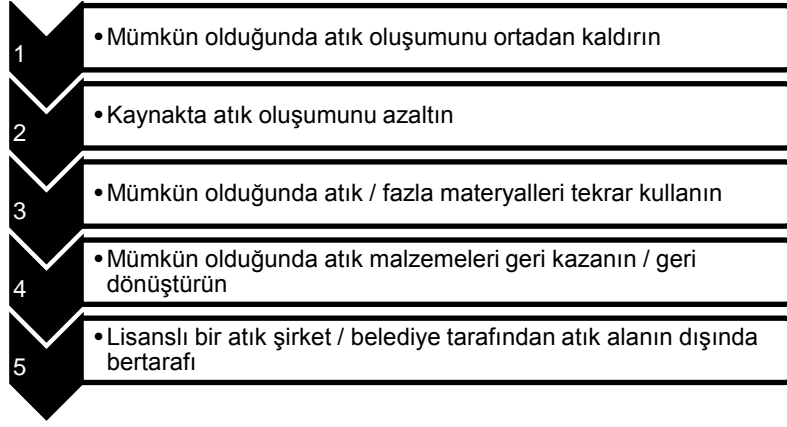 1
•Mümkün olduğunda atık oluşumunu ortadan kaldırın
2
•Kaynakta atık oluşumunu azaltın
3
•Mümkün olduğunda atık / fazla materyalleri tekrar kullanın
4
•Mümkün olduğunda atık malzemeleri geri kazanın / geri
dönüştürün
5
•Lisanslı bir atık şirket / belediye tarafından atık alanın dışında
bertarafı